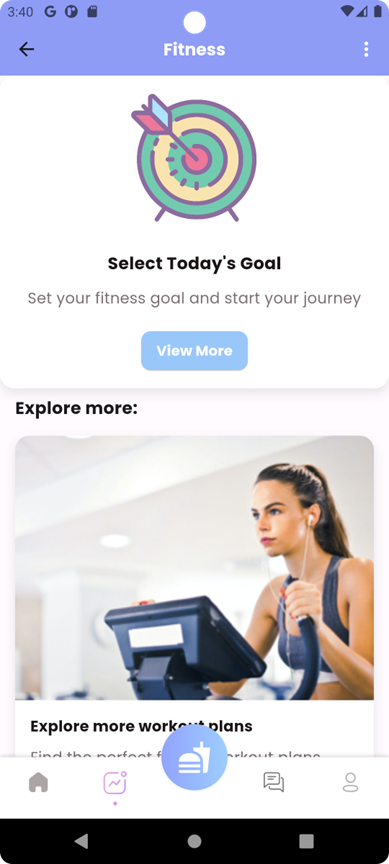 3:40
Fitness
Select Today's Goal
Set your fitness goal and start your journey
View More
Explore more:
Explore more workout plans
Find the perfect workout plans